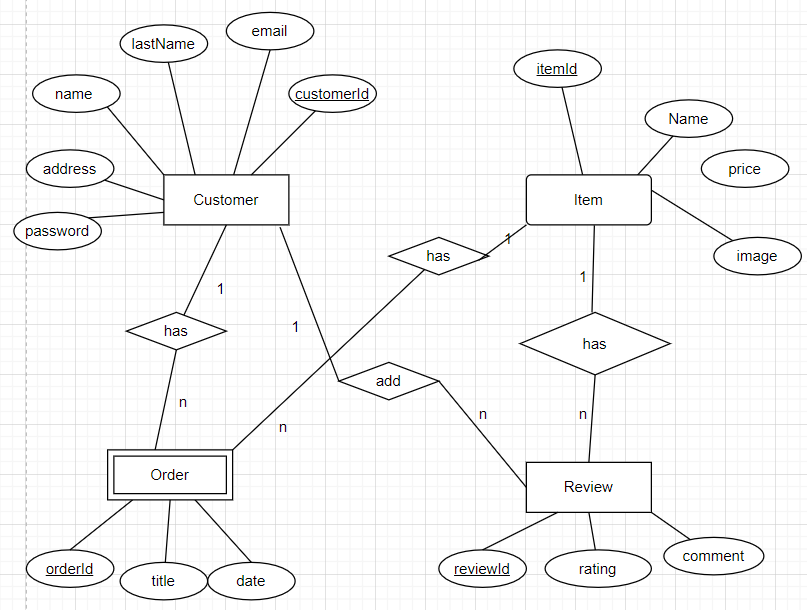 email
lastName
itemId
name
customerId
Name
address
price
Customer
Item
password
1
has
image
1
1
1
has
has
add
n
n
n
n
Order
Review
orderId
title
date
reviewId
rating
comment